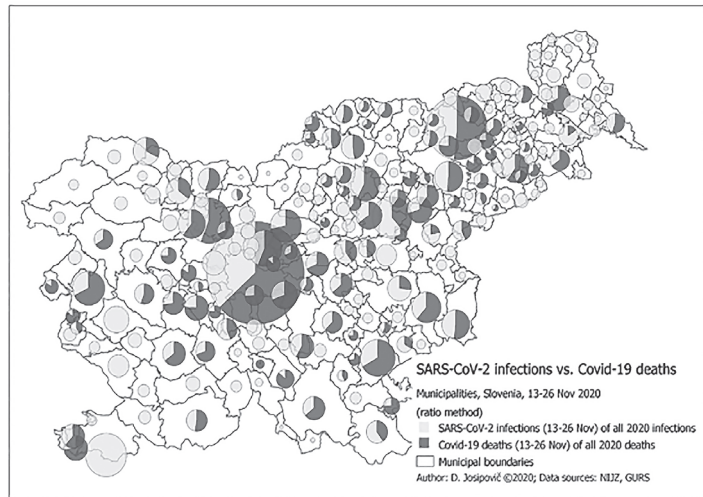 SARS-CoV-2 infections vs. Covid-19 deaths
Municipalities, Slovenia, 13-26 Nov 2020
(ratio method)
SARS-CoV-2 infections (13-26 Nov) of all 2020 infections
Covid-19 deaths (13-26 Nov) of all 2020 deaths
Municipal boundaries
Author: D. Josipovič ©2020; Data sources: NIJZ, GURS